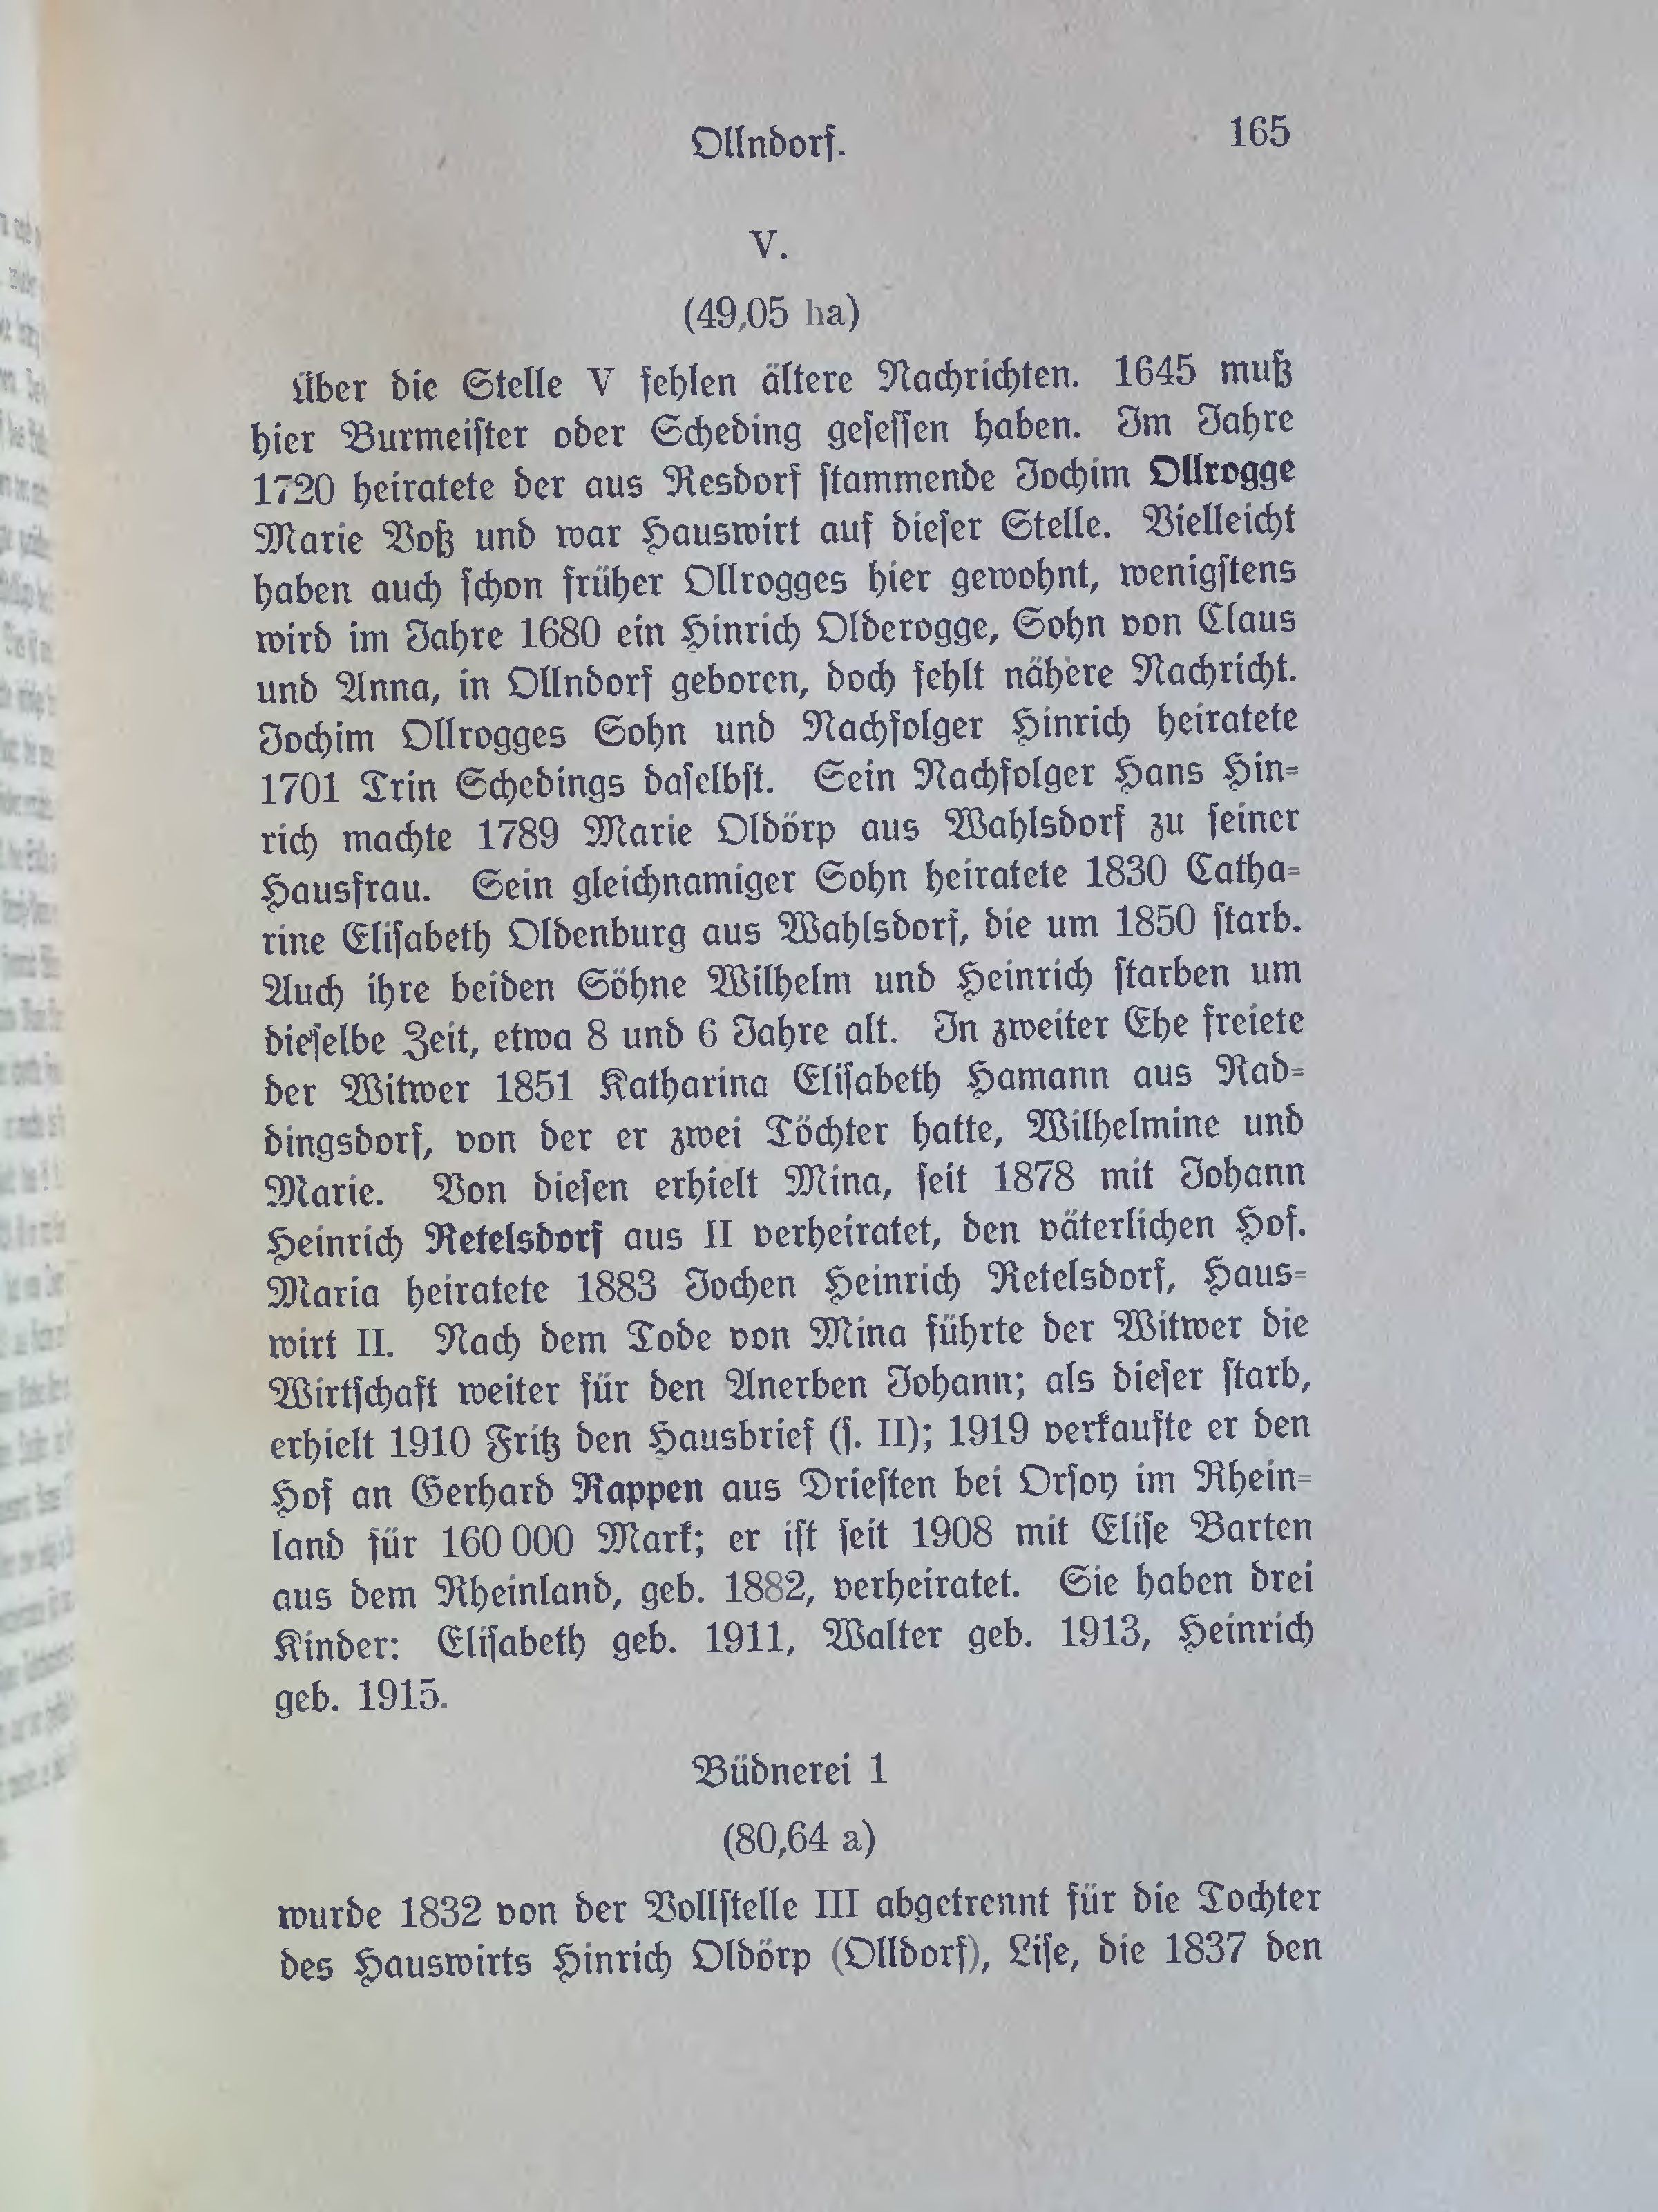 Ollndorf. 165
V.
(49,05 ha)
Über die Stelle V fehlen ältere Nachrichten. 1645 muß
hier Burmeister oder Scheding gesessen haben. Im Jahre
1720 heiratete der aus Resdorf stammende Jochim Ollrogge
Marie Voß und war Hauswirt auf dieser Stelle. Vielleicht
haben auch schon früher Ollrogges hier gewohnt, wenigstens
wird im Jahre 1680 ein Hinrich Olderogge, Sohn von Claus
und Anna, in Ollndorf geboren, doch fehlt nähere Nachricht.
Jochim Ollrogges Sohn und Nachfolger Hinrich heiratete
1701 Trin Schedings daselbst. Sein Nachfolger Hans Hin-
rich machte 1789 Marie Oldörp aus Wahlsdorf zu seiner
Hausfrau. Sein gleichnamiger Sohn heiratete 1830 Catha-
rine Elisabeth Oldenburg aus Wahlsdorf, die um 1850 starb.
Auch ihre beiden Söhne Wilhelm und Heinrich starben um
dieselbe Zeit, etwa 8 und 6 Jahre alt. In zweiter Ehe freiete
der Witwer 1851 Katharina Elisabeth Hamann aus Rad-
dingsdorf, von der er zwei Töchter hatte, Wilhelmine und
Marie. Von diesen erhielt Mina, seit 1878 mit Johann
Heinrich Retelsdorf aus II verheiratet, den väterlichen Hof.
Maria heiratete 1883 Jochen Heinrich Retelsdorf, Haus-
wirt II. Nach dem Tode von Mina führte der Witwer die
Wirtschaft weiter für den Anerben Johann; als dieser starb,
erhielt 1910 Fritz den Hausbrief (s. II); 1919 verkaufte er den
Hof an Gerhard Rappen aus Driesten bei Orsoy im Rhein-
land für 160 000 Mark; er ist seit 1908 mit Elise Barten
aus dem Rheinland, geb. 1882, verheiratet. Sie haben drei
Kinder: Elisabeth geb. 1911, Walter geb. 1913, Heinrich
geb. 1915.
Büdnerei 1
(80,64 a)
wurde 1832 von der Vollstelle III abgetrennt für die Tochter
des Hauswirts Hinrich Oldörp (Olldorf), Lise, die 1837 den